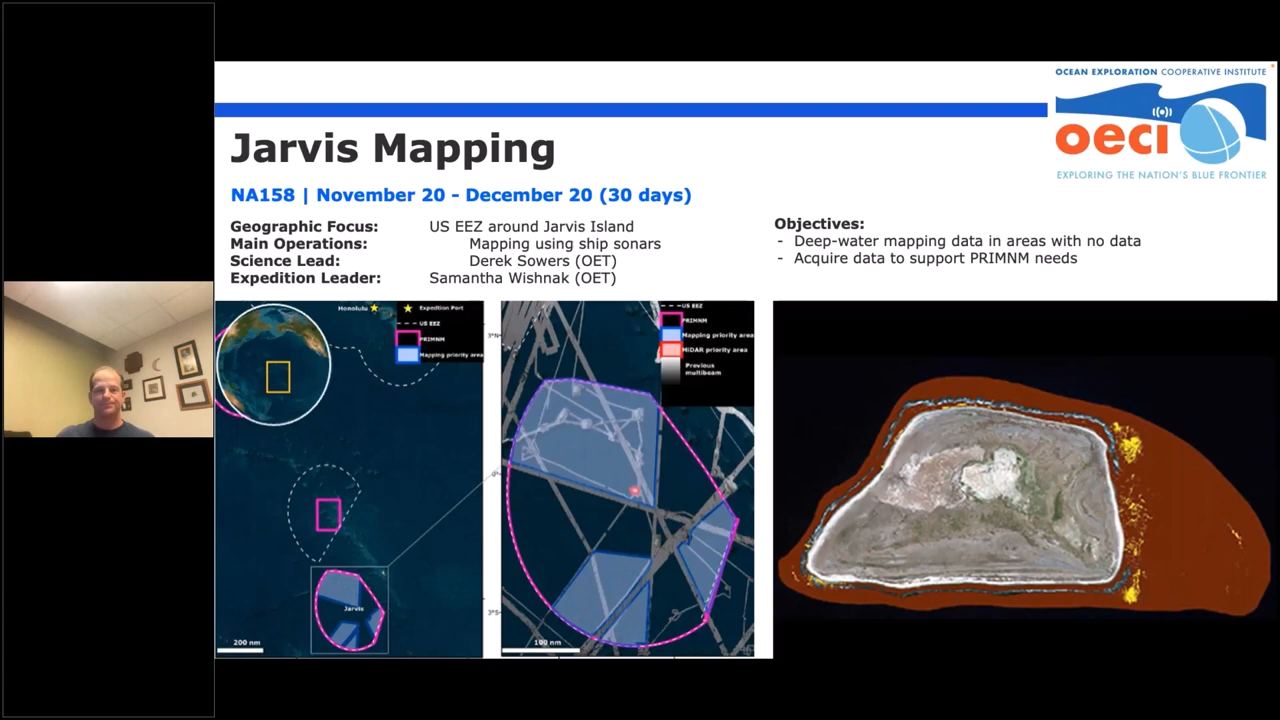 OCEAN EXPLORATION COOPERATIVE INSTITUTE
oeci
EXPLORING THE NATION'S BLUE FRONTIER
Jarvis Mapping
NA158 | November 20 - December 20 (30 days)
Geographic Focus: US EEZ around Jarvis Island
Main Operations: Mapping using ship sonars
Science Lead: Derek Sowers (OET)
Expedition Leader: Samantha Wishnak (OET)
Objectives:
- Deep-water mapping data in areas with no data
- Acquire data to support PRIMNM needs
Honolulu
Expedition Port
US EEZ
PRIMNM
Mapping priority area
Jarvis
200 nm
US EEZ
PRIMNM
Mapping priority area
MIDAR priority area
Previous
multibeam
3°N
0°
3°S
100 nm